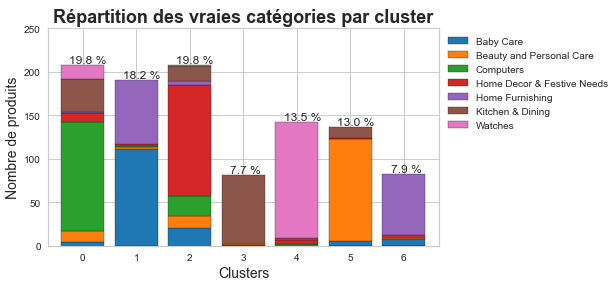 Répartition des vraies catégories par cluster
Nombre de produits
250
200
150
100
50
0
19.8 %
18.2 %
19.8 %
7.7 %
13.5 %
13.0 %
7.9 %
0 1 2 3 4 5 6
Clusters
Baby Care
Beauty and Personal Care
Computers
Home Decor & Festive Needs
Home Furnishing
Kitchen & Dining
Watches